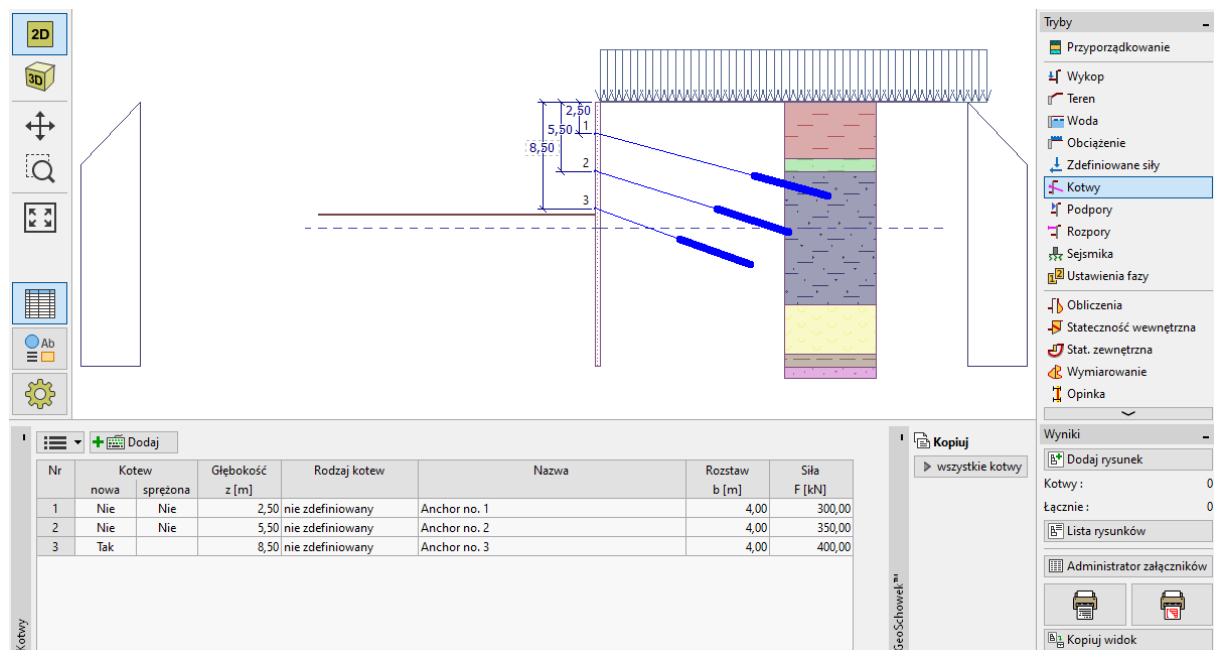 2D
3D
Ab
2,50
5,50
8,50
1
2
3
Tryby
Przyporządkowanie
Wykop
Teren
Woda
Obciążenie
Zdefiniowane siły
Kotwy
Podpory
Rozpory
Sejsmika
Ustawienia fazy
Obliczenia
Stateczność wewnętrzna
Stat. zewnętrzna
Wymiarowanie
Opinka
Dodaj
Nr Kotew Głębokość Rodzaj kotew Nazwa Rozstaw Siła
nowa sprężona z [m] b [m] F [kN]
1 Nie Nie 2,50 nie zdefiniowany Anchor no. 1 4,00 300,00
2 Nie Nie 5,50 nie zdefiniowany Anchor no. 2 4,00 350,00
3 Tak 8,50 nie zdefiniowany Anchor no. 3 4,00 400,00
Kotwy
Kopiuj
wszystkie kotwy
GeoSchowek™
Wyniki
Dodaj rysunek
Kotwy : 0
Łącznie : 0
Lista rysunków
Administrator załączników
Kopiuj widok